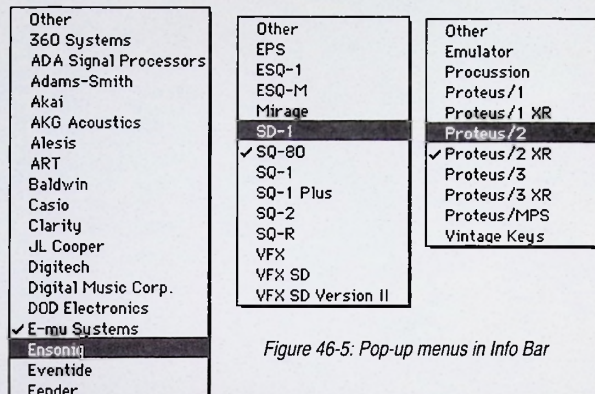 Other
360 Systems
ADA Signal Processors
Adams-Smith
Akai
AKG Acoustics
Alesis
ART
Baldwin
Casio
Clarity
JL Cooper
Digitech
Digital Music Corp.
DOD Electronics
✓ E-mu Systems
Ensoniq
Eventide
Fender
Other
EPS
ESQ-1
ESQ-M
Mirage
SD-1
✓ SQ-80
SQ-1
SQ-1 Plus
SQ-2
SQ-R
VFX
VFX SD
VFX SD Version II
Other
Emulator
Procussion
Proteus/1
Proteus/1 XR
Proteus/2
✓ Proteus/2 XR
Proteus/3
Proteus/3 XR
Proteus/MPS
Vintage Keys
Figure 46-5: Pop-up menus in Info Bar